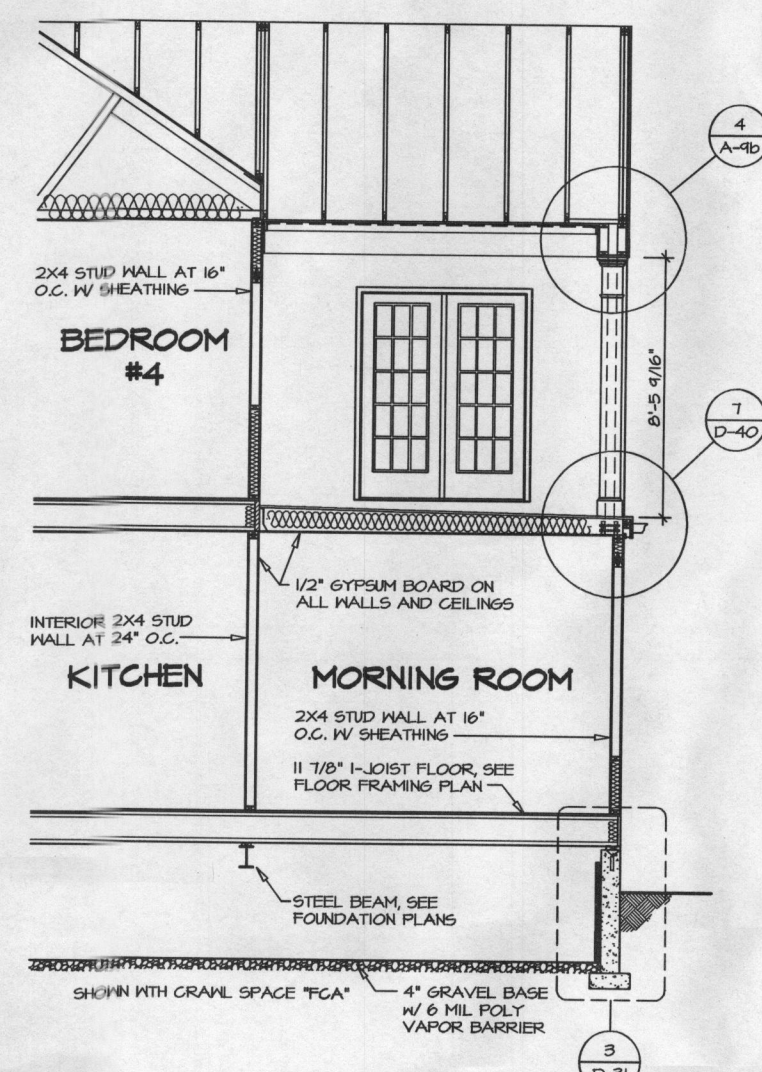 4
A-9b
2X4 STUD WALL AT 16"
O.C. W/ SHEATHING
BEDROOM
#4
8'-5 9/16"
7
D-40
1/2" GYPSUM BOARD ON
ALL WALLS AND CEILINGS
INTERIOR 2X4 STUD
WALL AT 24" O.C.
KITCHEN
MORNING ROOM
2X4 STUD WALL AT 16"
O.C. W/ SHEATHING
11 7/8" I-JOIST FLOOR, SEE
FLOOR FRAMING PLAN
STEEL BEAM, SEE
FOUNDATION PLANS
SHOWN WTH CRAWL SPACE "FCA"
4" GRAVEL BASE
W/ 6 MIL POLY
VAPOR BARRIER
3